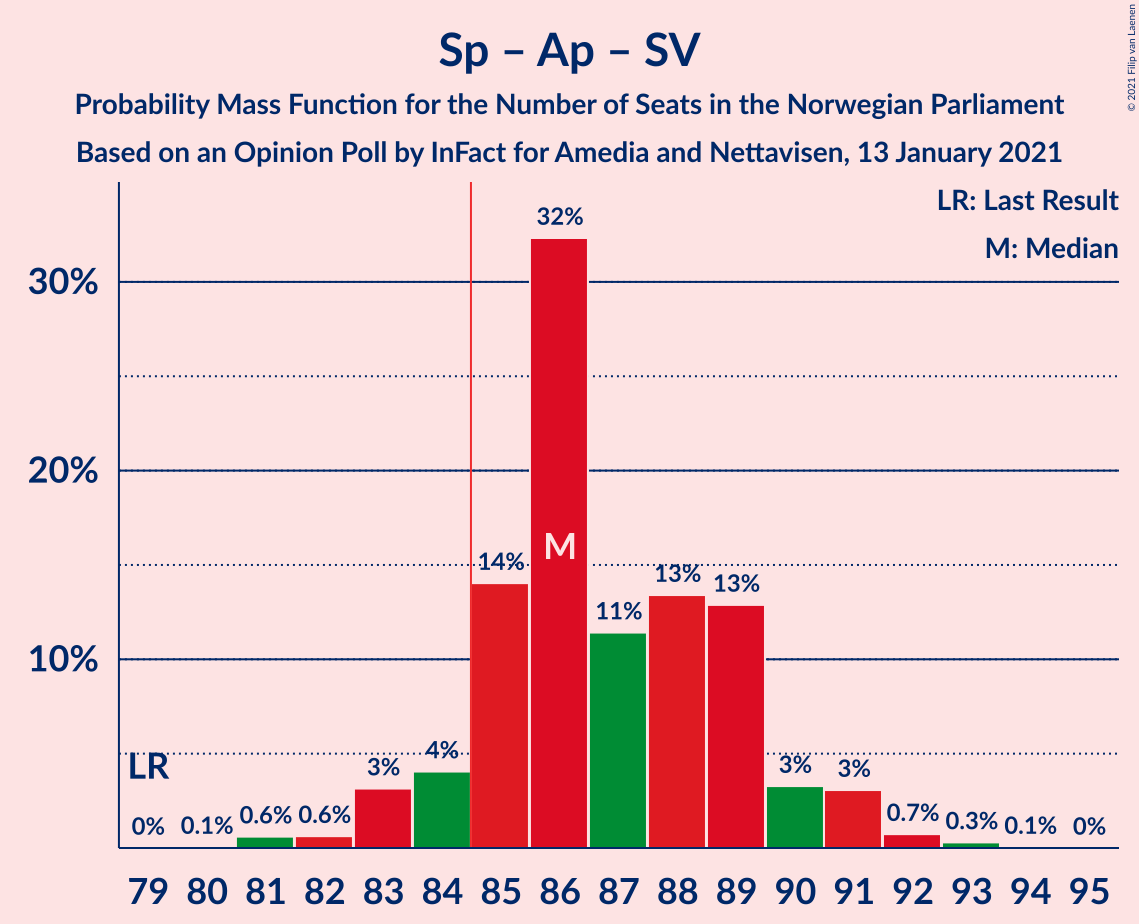 Sp – Ap – SV
Probability Mass Function for the Number of Seats in the Norwegian Parliament
Based on an Opinion Poll by InFact for Amedia and Nettavisen, 13 January 2021
© 2021 Filip van Laenen
LR: Last Result
M: Median
30%
20%
10%
LR
M
0% 0.1% 0.6% 0.6% 3% 4% 14% 32% 11% 13% 13% 3% 3% 0.7% 0.3% 0.1% 0%
79 80 81 82 83 84 85 86 87 88 89 90 91 92 93 94 95